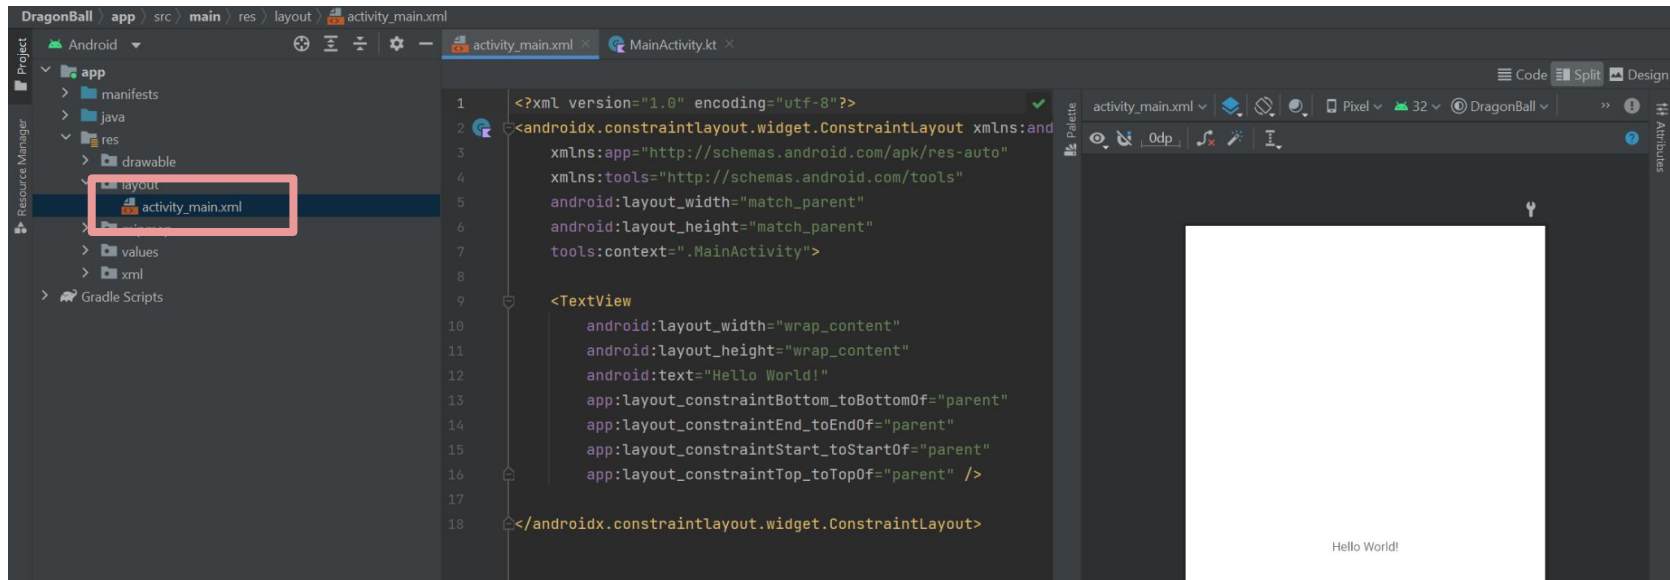 DragonBall 〉 app 〉 src 〉 main 〉 res 〉 layout 〉 activity_main.xml
Project
Resource Manager
Android
app
manifests
java
res
drawable
layout
activity_main.xml
values
xml
Gradle Scripts
activity_main.xml × MainActivity.kt ×
Code Split Design
1 <?xml version="1.0" encoding="utf-8"?>
2 <androidx.constraintlayout.widget.ConstraintLayout xmlns:and
3 xmlns:app="http://schemas.android.com/apk/res-auto"
4 xmlns:tools="http://schemas.android.com/tools"
5 android:layout_width="match_parent"
6 android:layout_height="match_parent"
7 tools:context=".MainActivity">
8
9 <TextView
10 android:layout_width="wrap_content"
11 android:layout_height="wrap_content"
12 android:text="Hello World!"
13 app:layout_constraintBottom_toBottomOf="parent"
14 app:layout_constraintEnd_toEndOf="parent"
15 app:layout_constraintStart_toStartOf="parent"
16 app:layout_constraintTop_toTopOf="parent" />
17
18 </androidx.constraintlayout.widget.ConstraintLayout>
Palette
activity_main.xml Pixel 32 DragonBall »
0dp
Hello World!
Attributes